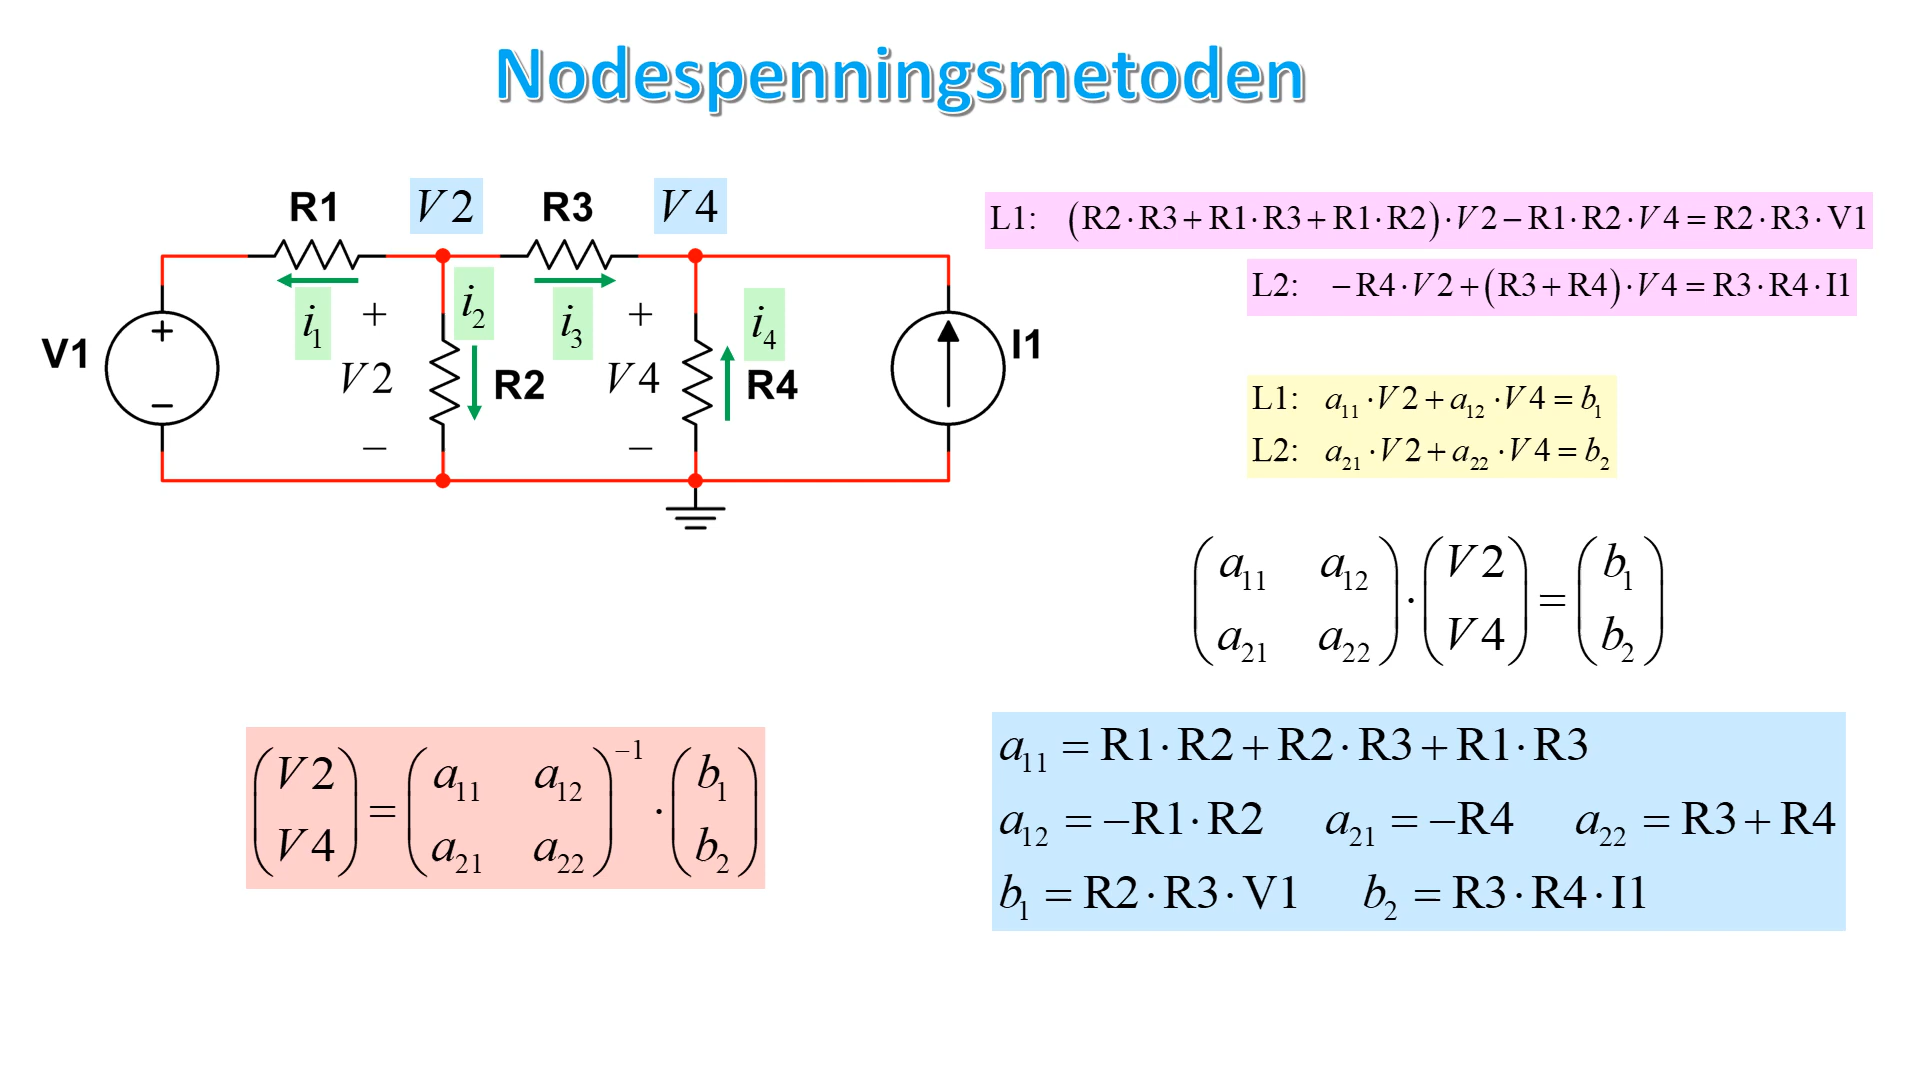 Nodespenningsmetoden
R1 V2 R3 V4
i₁ + i₂ i₃ + i₄
V1 + − V2 R2 V4 R4 I1
− −
L1: (R2·R3+R1·R3+R1·R2)·V2−R1·R2·V4=R2·R3·V1
L2: −R4·V2+(R3+R4)·V4=R3·R4·I1
L1: a₁₁·V2+a₁₂·V4=b₁
L2: a₂₁·V2+a₂₂·V4=b₂
(a₁₁ a₁₂) · (V2) = (b₁)
(a₂₁ a₂₂) (V4) (b₂)
(V2) = (a₁₁ a₁₂)⁻¹ · (b₁)
(V4) (a₂₁ a₂₂) (b₂)
a₁₁ = R1·R2+R2·R3+R1·R3
a₁₂ = −R1·R2 a₂₁ = −R4 a₂₂ = R3+R4
b₁ = R2·R3·V1 b₂ = R3·R4·I1